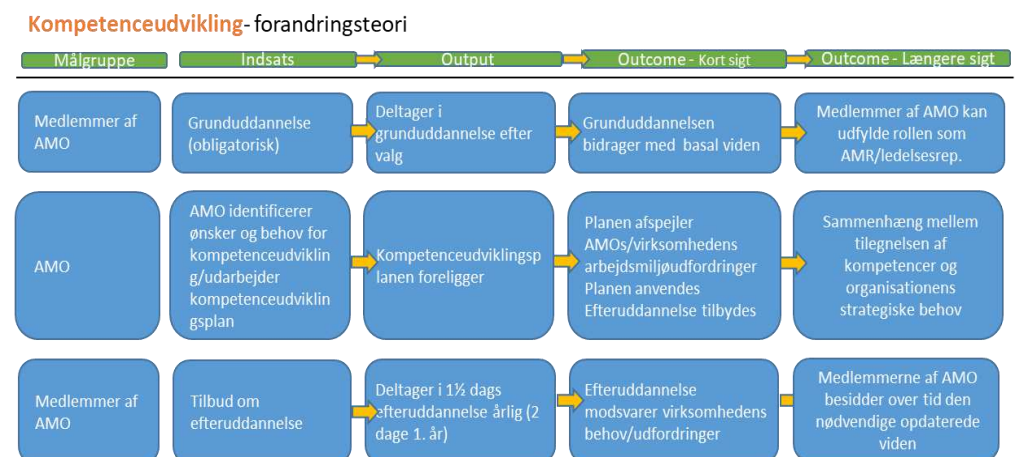 Kompetenceudvikling- forandringsteori
Målgruppe
Indsats
Output
Outcome - Kort sigt
Outcome - Længere sigt
Medlemmer af
AMO
Grunduddannelse
(obligatorisk)
Deltager i
grunduddannelse efter
valg
Grunduddannelsen
bidrager med basal viden
Medlemmer af AMO kan
udfylde rollen som
AMR/ledelsesrep.
AMO
AMO identificerer
ønsker og behov for
kompetenceudviklin
g/udarbejder
kompetenceudviklin
gsplan
Kompetenceudviklingsp
lanen foreligger
Planen afspejler
AMOs/virksomhedens
arbejdsmiljøudfordringer
Planen anvendes
Efteruddannelse tilbydes
Sammenhæng mellem
tilegnelsen af
kompetencer og
organisationens
strategiske behov
Medlemmer af
AMO
Tilbud om
efteruddannelse
Deltager i 1½ dags
efteruddannelse årlig (2
dage 1. år)
Efteruddannelse
modsvarer virksomhedens
behov/udfordringer
Medlemmerne af AMO
besidder over tid den
nødvendige opdaterede
viden